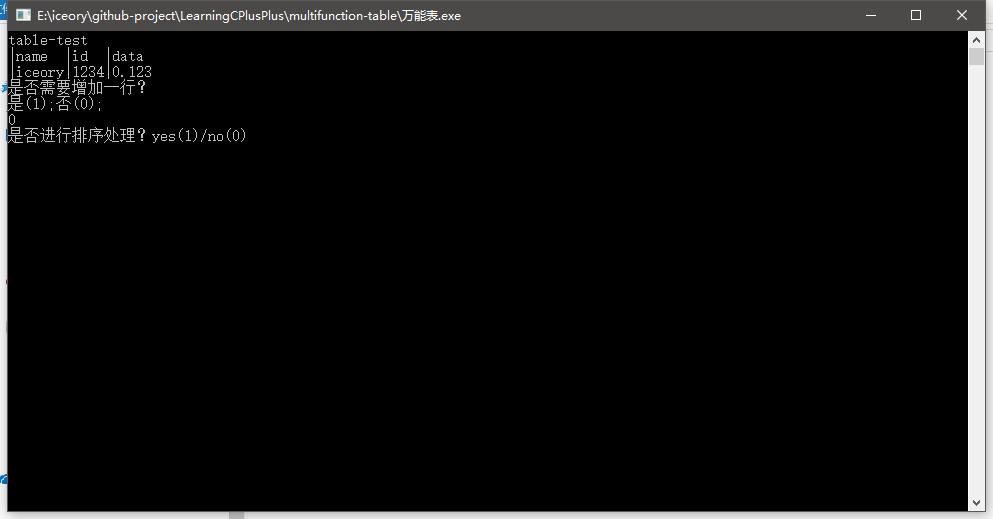 E:\iceory\github-project\LearningCPlusPlus\multifunction-table\万能表.exe
table-test
|name  |id  |data
|iceory|1234|0.123
是否需要增加一行？
是(1);否(0);
0
是否进行排序处理？yes(1)/no(0)